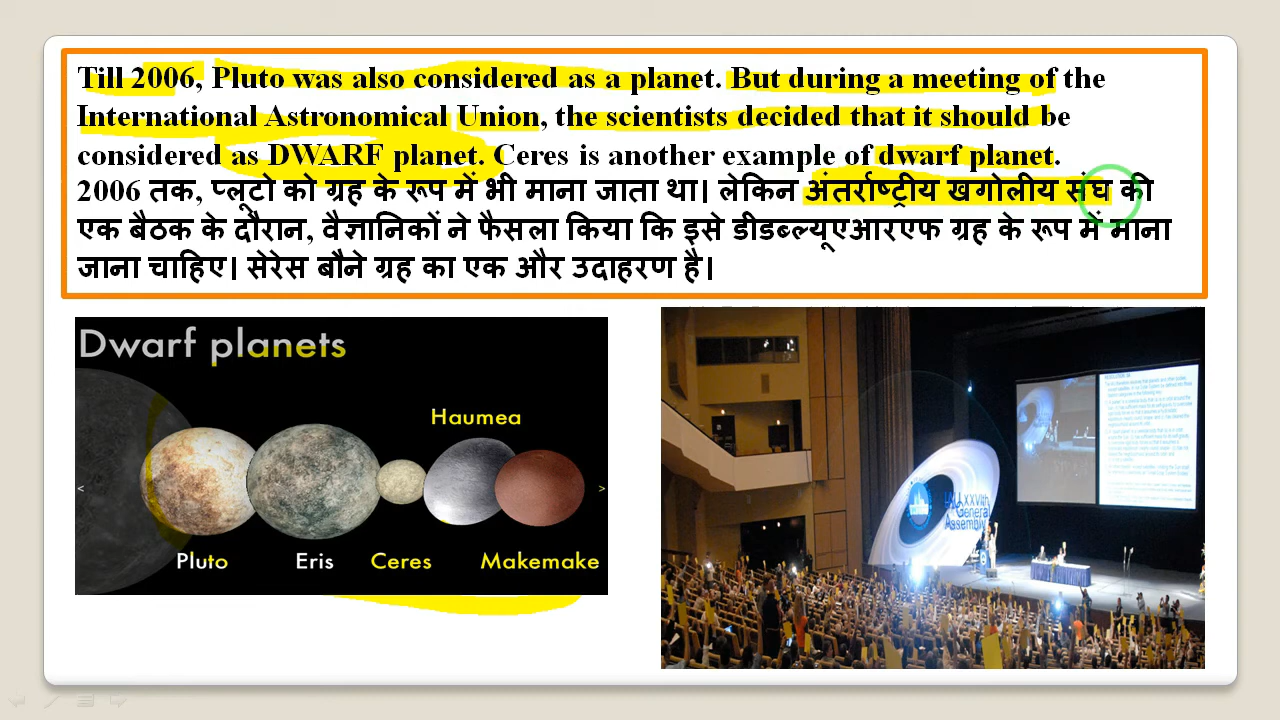 Till 2006, Pluto was also considered as a planet. But during a meeting of the
International Astronomical Union, the scientists decided that it should be
considered as DWARF planet. Ceres is another example of dwarf planet.
2006 तक, प्लूटो को ग्रह के रूप में भी माना जाता था। लेकिन अंतर्राष्ट्रीय खगोलीय संघ की
एक बैठक के दौरान, वैज्ञानिकों ने फैसला किया कि इसे डीडब्ल्यूएआरएफ ग्रह के रूप में माना
जाना चाहिए। सेरेस बौने ग्रह का एक और उदाहरण है।
Dwarf planets
Haumea
<
>
Pluto Eris Ceres Makemake
General
Assembly